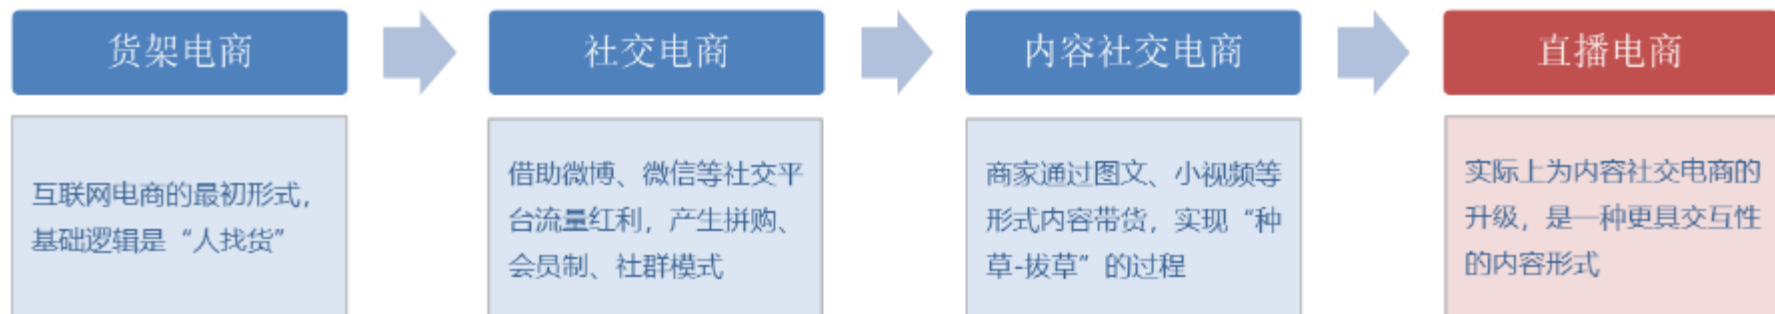 货架电商
社交电商
内容社交电商
直播电商
互联网电商的最初形式，
基础逻辑是“人找货”
借助微博、微信等社交平
台流量红利，产生拼购、
会员制、社群模式
商家通过图文、小视频等
形式内容带货，实现“种
草-拔草”的过程
实际上为内容社交电商的
升级，是一种更具交互性
的内容形式